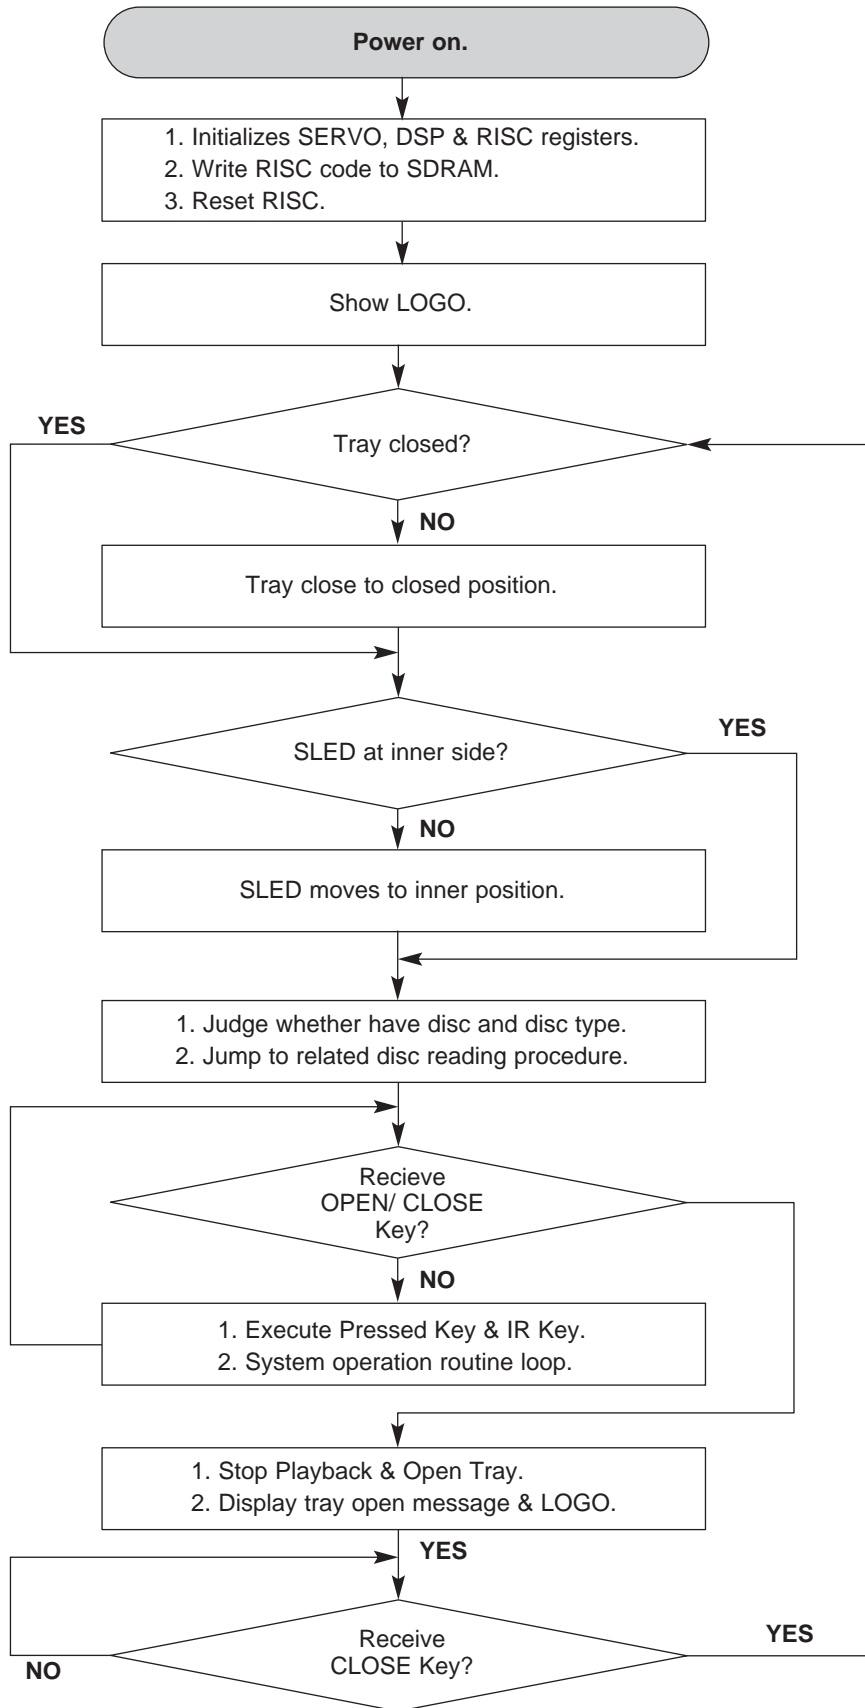 Power on.
1. Initializes SERVO, DSP & RISC registers.
2. Write RISC code to SDRAM.
3. Reset RISC.
Show LOGO.
YES
Tray closed?
NO
Tray close to closed position.
YES
SLED at inner side?
NO
SLED moves to inner position.
1. Judge whether have disc and disc type.
2. Jump to related disc reading procedure.
Recieve
OPEN/ CLOSE
Key?
NO
1. Execute Pressed Key & IR Key.
2. System operation routine loop.
1. Stop Playback & Open Tray.
2. Display tray open message & LOGO.
YES
Receive
CLOSE Key?
YES
NO